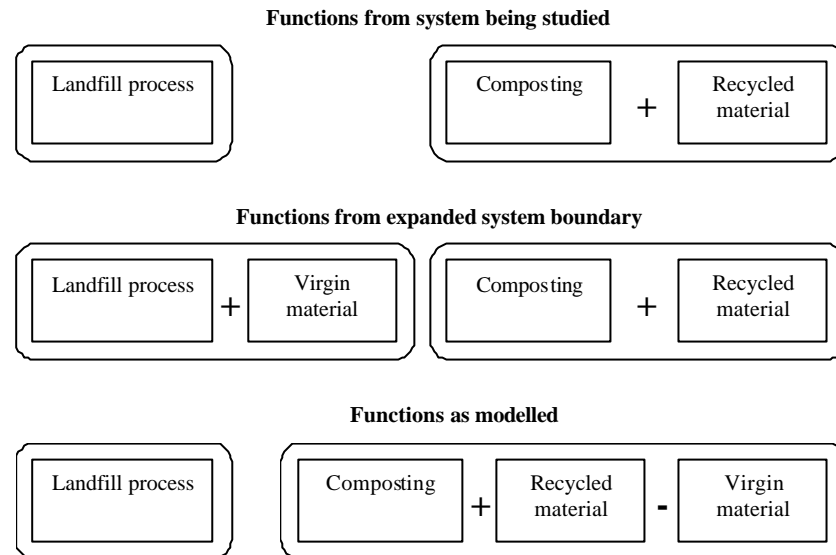 Functions from system being studied
Landfill process
Composting
+
Recycled
material
Functions from expanded system boundary
Landfill process
+
Virgin
material
Composting
+
Recycled
material
Functions as modelled
Landfill process
Composting
+
Recycled
material
-
Virgin
material